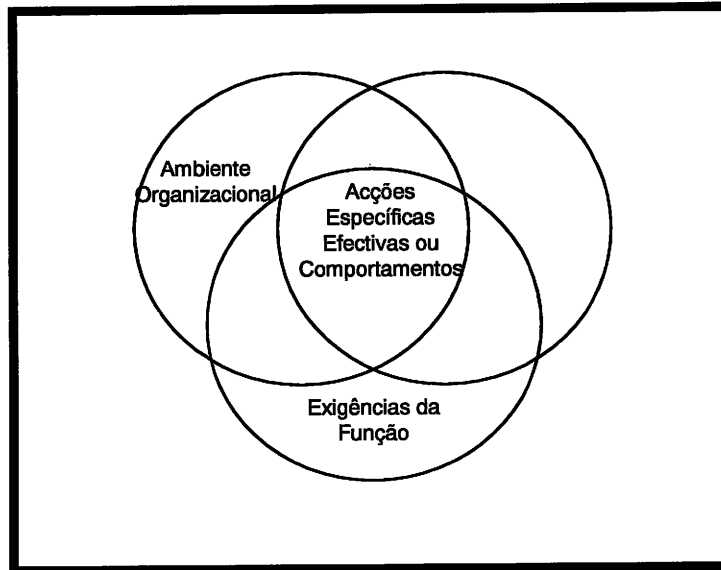 Ambiente
Organizacional
Acções
Específicas
Efectivas ou
Comportamentos
Exigências da
Função